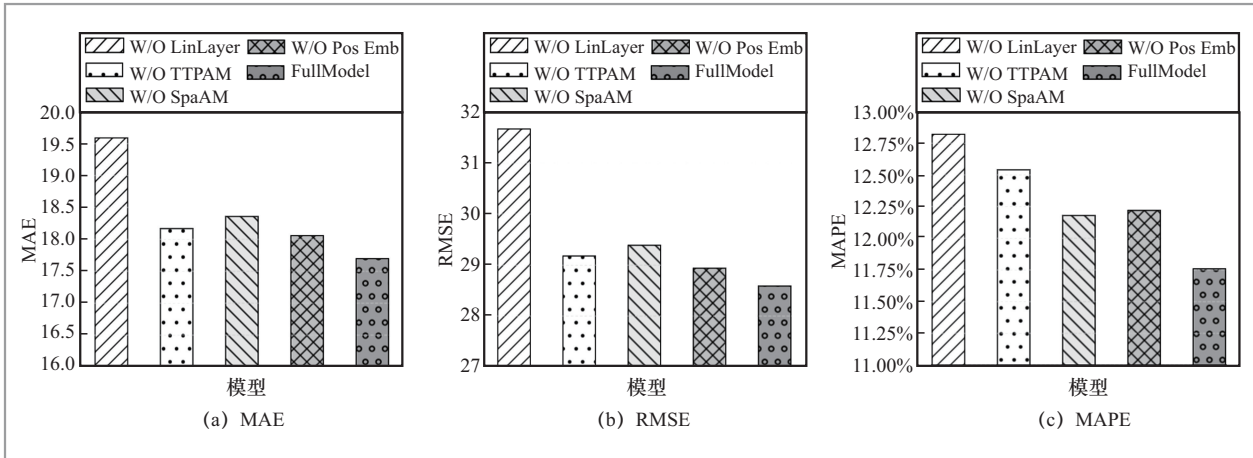 W/O LinLayer W/O Pos Emb
W/O TTPAM FullModel
W/O SpaAM
20.0
19.5
19.0
18.5
18.0
17.5
17.0
16.5
16.0
MAE
模型
(a) MAE
W/O LinLayer W/O Pos Emb
W/O TTPAM FullModel
W/O SpaAM
32
31
30
29
28
27
RMSE
模型
(b) RMSE
W/O LinLayer W/O Pos Emb
W/O TTPAM FullModel
W/O SpaAM
13.00%
12.75%
12.50%
12.25%
12.00%
11.75%
11.50%
11.25%
11.00%
MAPE
模型
(c) MAPE